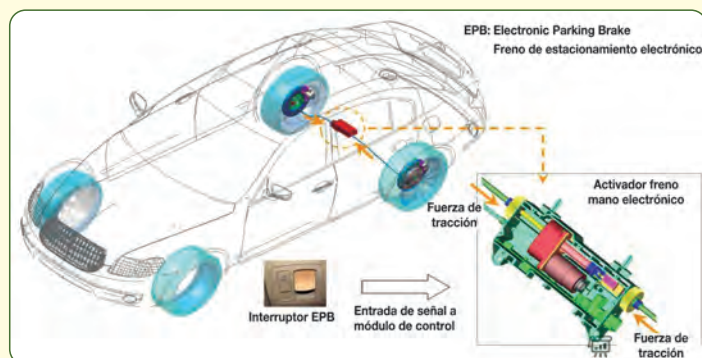 EPB: Electronic Parking Brake
Freno de estacionamiento electrónico
Activador freno
mano electrónico
Fuerza de
tracción
Interruptor EPB
Entrada de señal a
módulo de control
Fuerza de
tracción